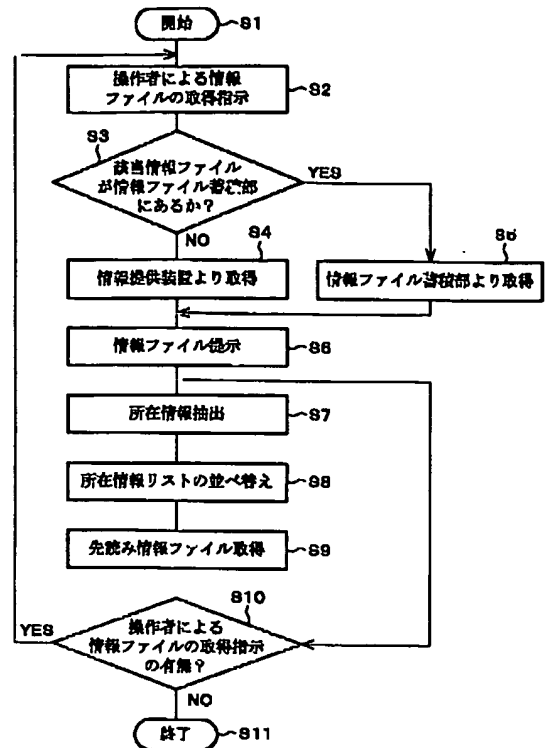 開始
S1
操作者による情報
ファイルの取得指示
S2
S3
該当情報ファイル
が情報ファイル蓄積部
にあるか?
YES
NO
S4
情報提供装置より取得
S5
情報ファイル蓄積部より取得
情報ファイル提示
S6
所在情報抽出
S7
所在情報リストの並べ替え
S8
先読み情報ファイル取得
S9
S10
操作者による
情報ファイルの取得指示
の有無?
YES
NO
終了
S11